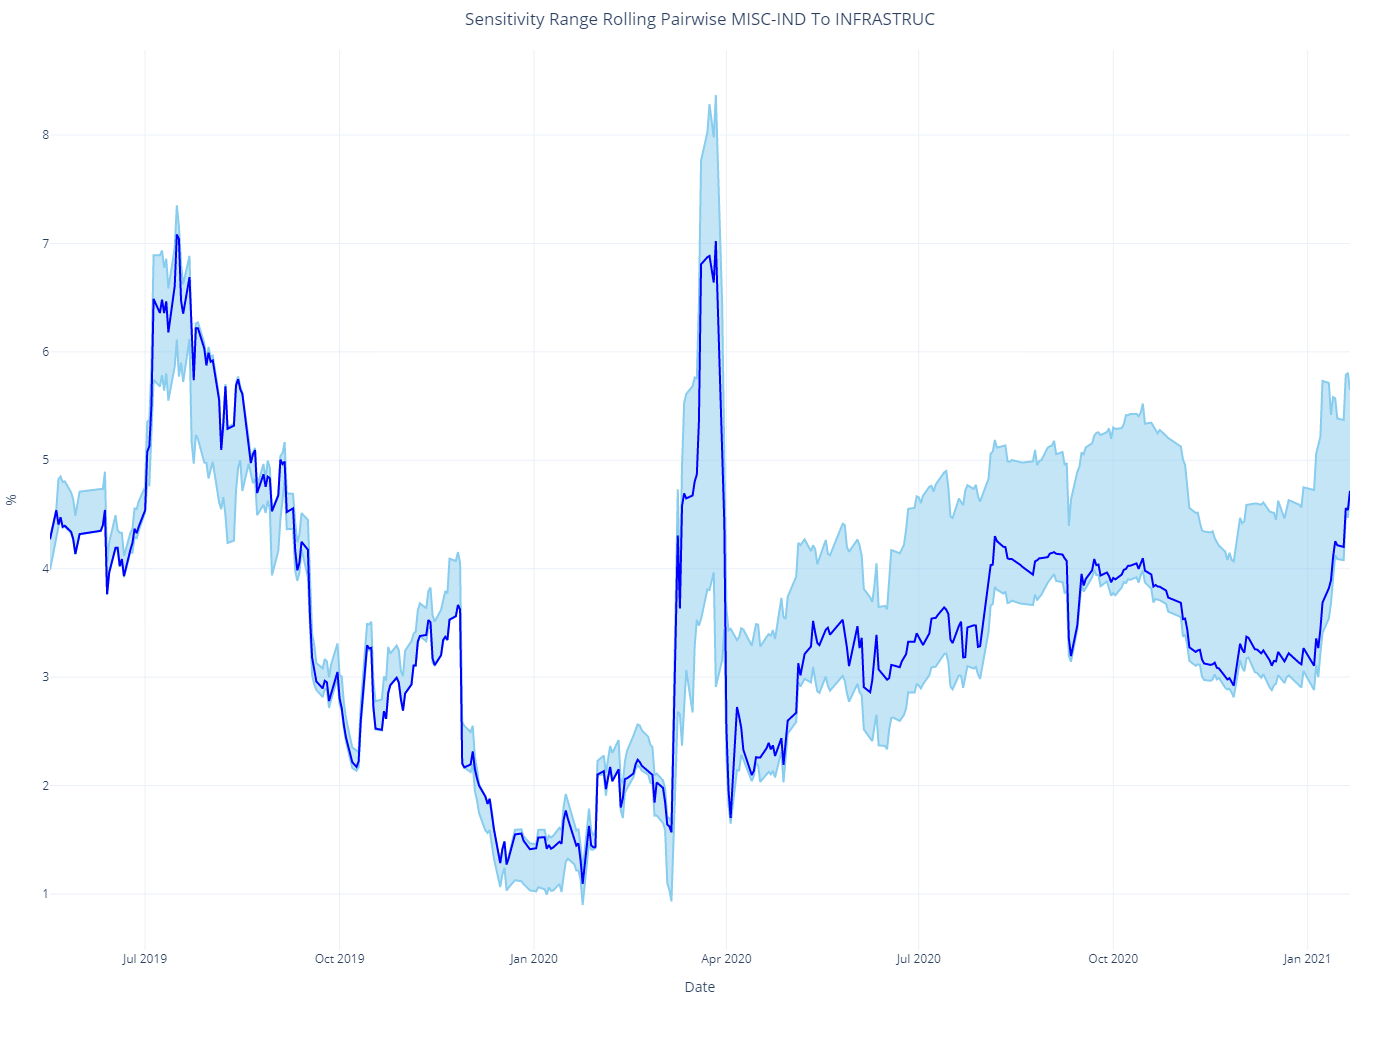 Sensitivity Range Rolling Pairwise MISC-IND To INFRASTRUC
%
8
7
6
5
4
3
2
1
Jul 2019
Oct 2019
Jan 2020
Apr 2020
Jul 2020
Oct 2020
Jan 2021
Date